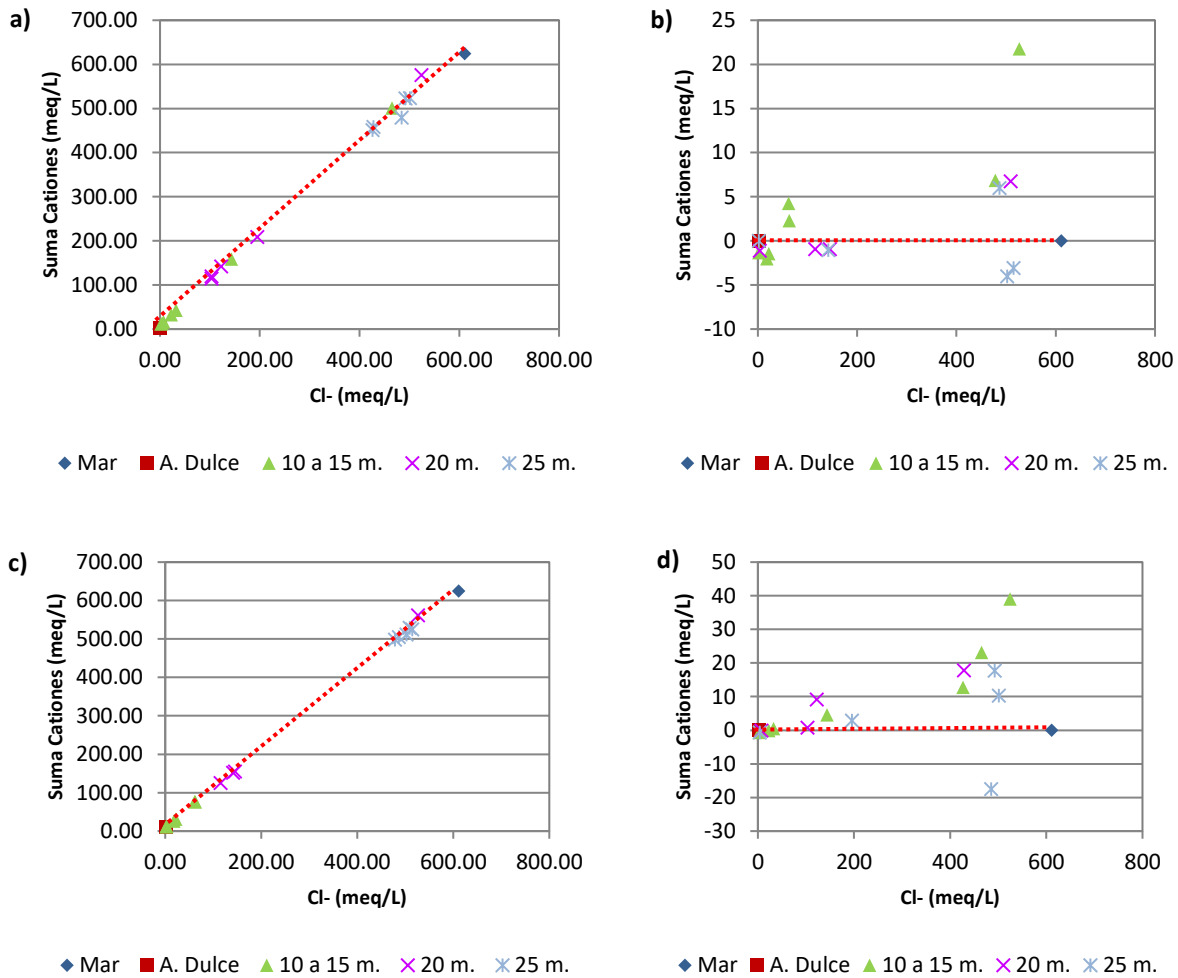 a)
Suma Cationes (meq/L)
700.00
600.00
500.00
400.00
300.00
200.00
100.00
0.00
0.00 200.00 400.00 600.00 800.00
Cl- (meq/L)
Mar A. Dulce 10 a 15 m. 20 m. 25 m.
b)
Suma Cationes (meq/L)
25
20
15
10
5
0
-5
-10
0 200 400 600 800
Cl- (meq/L)
Mar A. Dulce 10 a 15 m. 20 m. 25 m.
c)
Suma Cationes (meq/L)
700.00
600.00
500.00
400.00
300.00
200.00
100.00
0.00
0.00 200.00 400.00 600.00 800.00
Cl- (meq/L)
Mar A. Dulce 10 a 15 m. 20 m. 25 m.
d)
Suma Cationes (meq/L)
50
40
30
20
10
0
-10
-20
-30
0 200 400 600 800
Cl- (meq/L)
Mar A. Dulce 10 a 15 m. 20 m. 25 m.